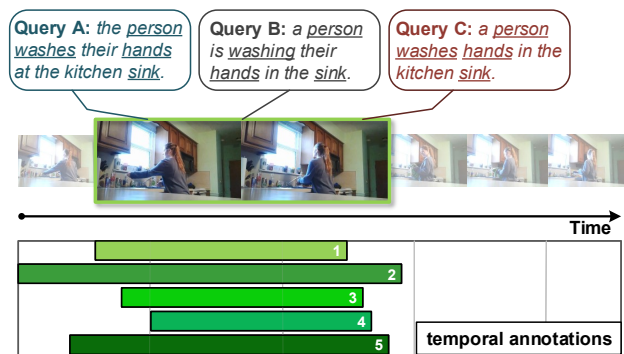 Query A: the person
washes their hands
at the kitchen sink.
Query B: a person
is washing their
hands in the sink.
Query C: a person
washes hands in the
kitchen sink.
Time
1
2
3
4
5
temporal annotations